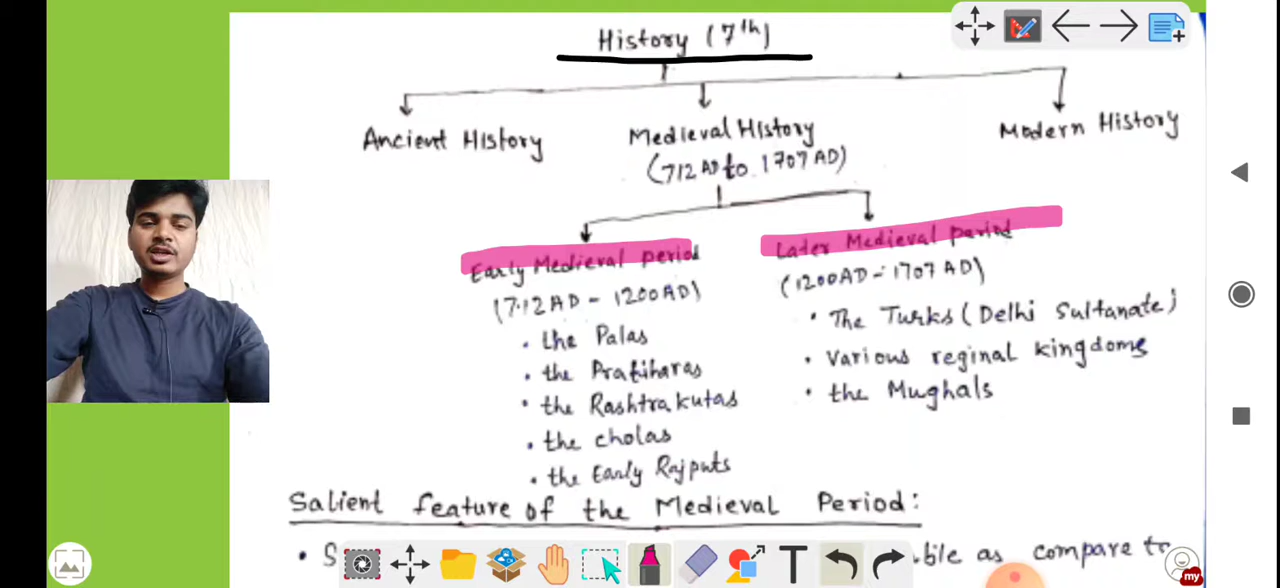 History (7th)
Ancient History
Medieval History
Modern History
(712 AD to 1707 AD)
Early Medieval period
Later Medieval period
(712 AD - 1200 AD)
(1200 AD - 1707 AD)
• the Palas
• the Pratiharas
• the Rashtrakutas
• the cholas
• the Early Rajputs
• The Turks (Delhi Sultanate)
• Various reginal kingdoms
• the Mughals
Salient feature of the Medieval Period:
• S
as compare to
T
my